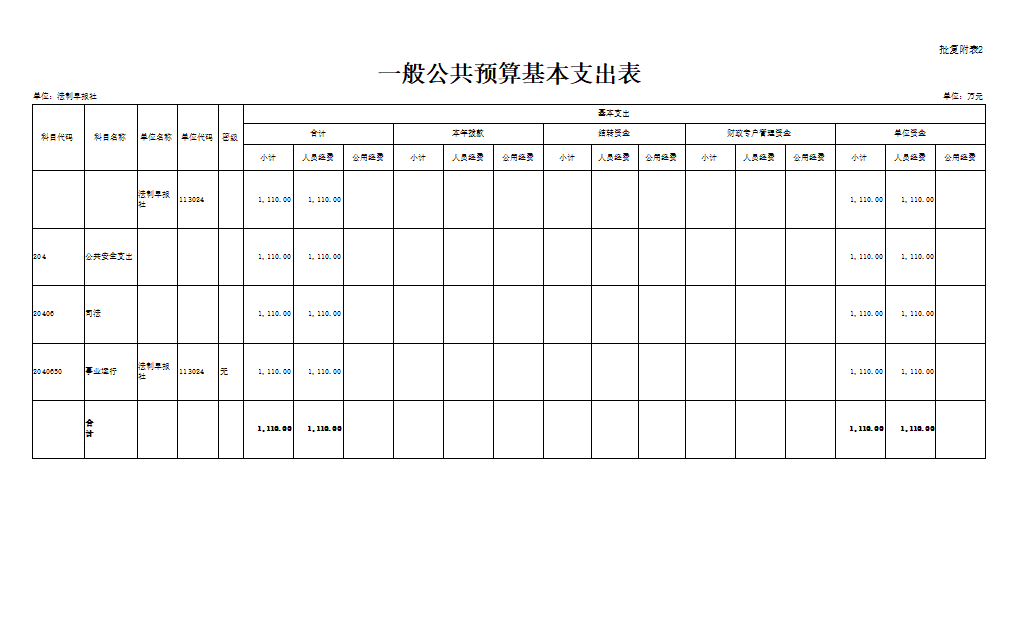 批复附表2
一般公共预算基本支出表
单位：法制早报社 单位：万元
科目代码 科目名称 单位名称 单位代码 密级 基本支出
合计 本年拨款 结转资金 财政专户管理资金 单位资金
小计 人员经费 公用经费 小计 人员经费 公用经费 小计 人员经费 公用经费 小计 人员经费 公用经费 小计 人员经费 公用经费
法制早报
社 113024 1,110.00 1,110.00 1,110.00 1,110.00
204 公共安全支出 1,110.00 1,110.00 1,110.00 1,110.00
20406 司法 1,110.00 1,110.00 1,110.00 1,110.00
2040650 事业运行 法制早报
社 113024 无 1,110.00 1,110.00 1,110.00 1,110.00
合
计 1,110.00 1,110.00 1,110.00 1,110.00